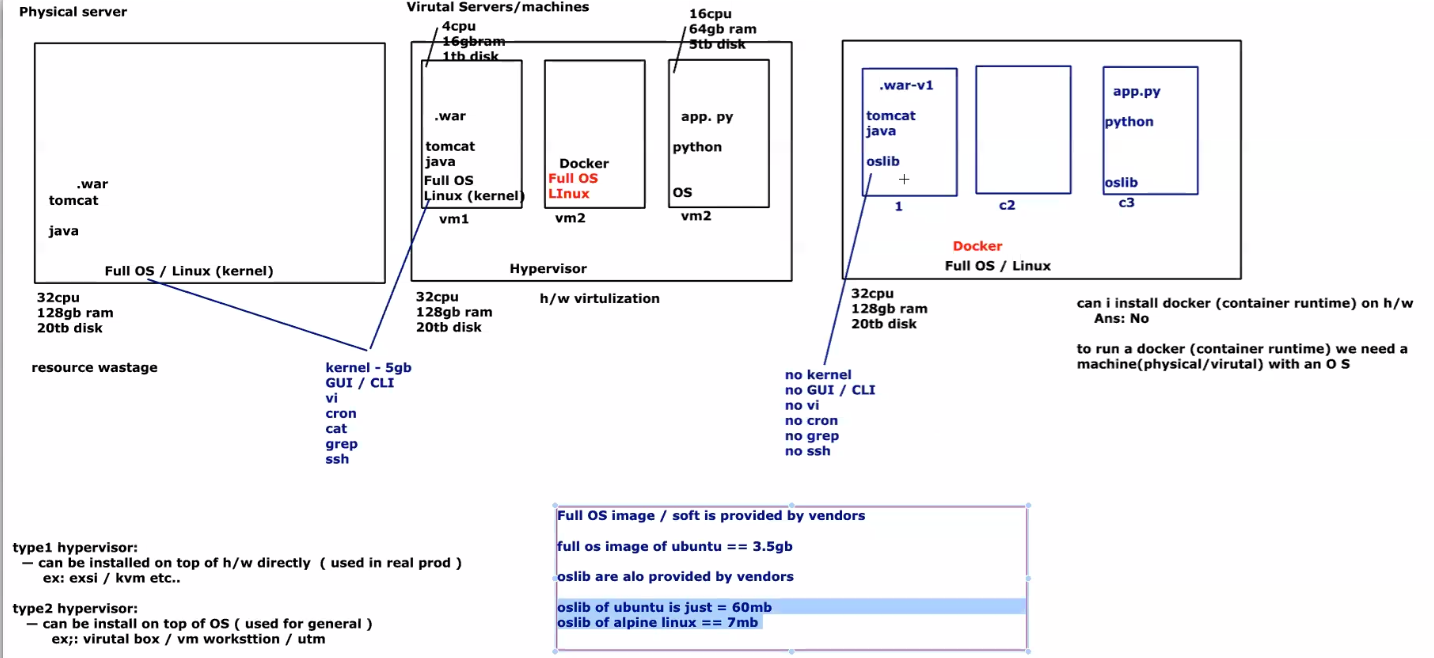 Physical server
.war
tomcat
java
Full OS / Linux (kernel)
32cpu
128gb ram
20tb disk
resource wastage
Virutal Servers/machines
4cpu
16gbram
1tb disk
16cpu
64gb ram
5tb disk
.war
tomcat
java
Full OS
Linux (kernel)
vm1
Docker
Full OS
LInux
vm2
app. py
python
OS
vm2
Hypervisor
32cpu
128gb ram
20tb disk
h/w virtulization
kernel - 5gb
GUI / CLI
vi
cron
cat
grep
ssh
.war-v1
tomcat
java
oslib
1
c2
app.py
python
oslib
c3
Docker
Full OS / Linux
32cpu
128gb ram
20tb disk
no kernel
no GUI / CLI
no vi
no cron
no grep
no ssh
can i install docker (container runtime) on h/w
Ans: No
to run a docker (container runtime) we need a
machine(physical/virutal) with an O S
type1 hypervisor:
— can be installed on top of h/w directly ( used in real prod )
ex: exsi / kvm etc..
type2 hypervisor:
— can be install on top of OS ( used for general )
ex;: virutal box / vm worksttion / utm
Full OS image / soft is provided by vendors
full os image of ubuntu == 3.5gb
oslib are alo provided by vendors
oslib of ubuntu is just = 60mb
oslib of alpine linux == 7mb